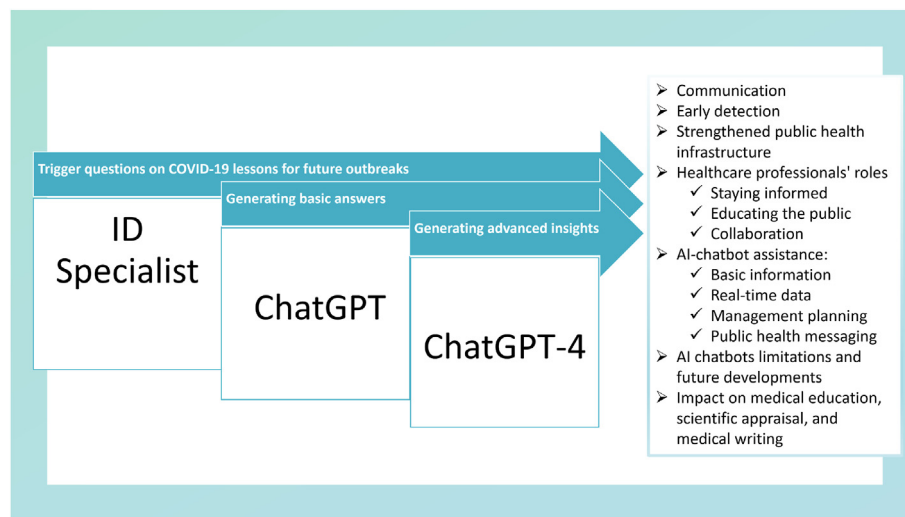 Trigger questions on COVID-19 lessons for future outbreaks
ID
Specialist
Generating basic answers
ChatGPT
Generating advanced insights
ChatGPT-4
➢ Communication
➢ Early detection
➢ Strengthened public health
infrastructure
➢ Healthcare professionals' roles
✓ Staying informed
✓ Educating the public
✓ Collaboration
➢ AI-chatbot assistance:
✓ Basic information
✓ Real-time data
✓ Management planning
✓ Public health messaging
➢ AI chatbots limitations and
future developments
➢ Impact on medical education,
scientific appraisal, and
medical writing